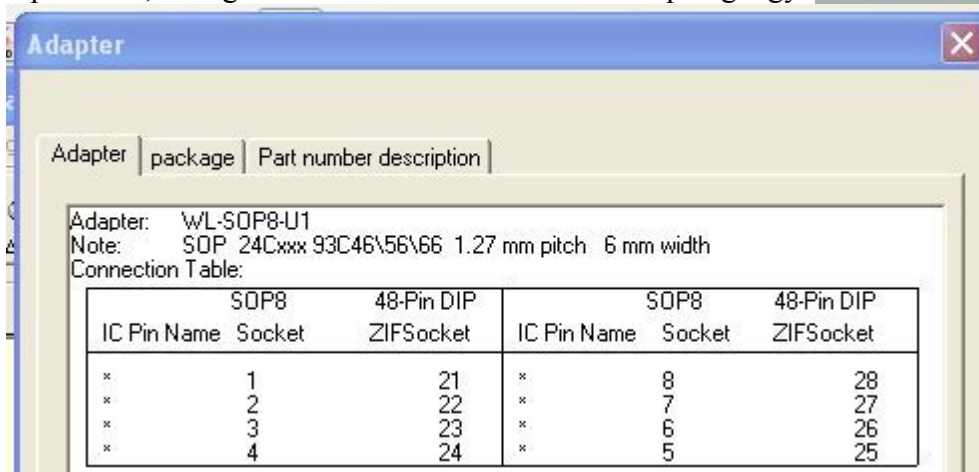 Adapter
Adapter package Part number description
Adapter: WL-SOP8-U1
Note: SOP 24Cxxx 93C46\56\66 1.27 mm pitch 6 mm width
Connection Table:
SOP8 48-Pin DIP SOP8 48-Pin DIP
IC Pin Name Socket ZIFSocket IC Pin Name Socket ZIFSocket
* 1 21 * 8 28
* 2 22 * 7 27
* 3 23 * 6 26
* 4 24 * 5 25